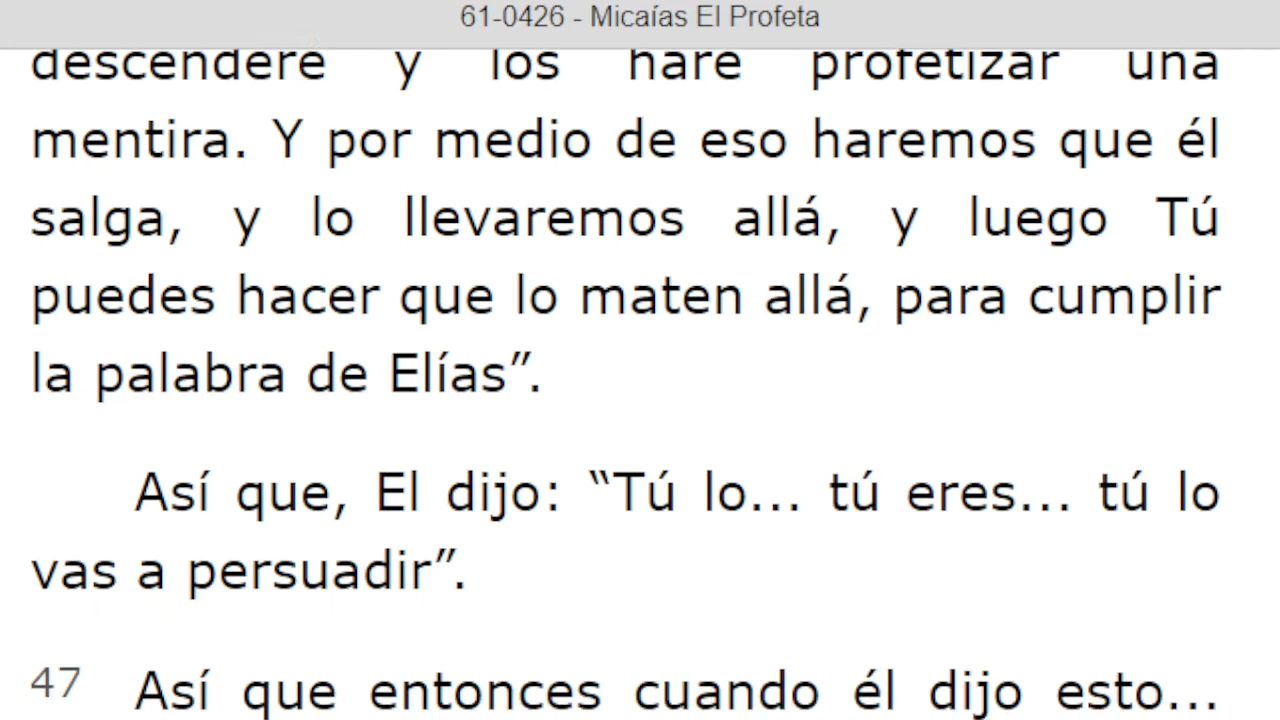 61-0426 - Micaías El Profeta
descenderé y los haré profetizar una
mentira. Y por medio de eso haremos que él
salga, y lo llevaremos allá, y luego Tú
puedes hacer que lo maten allá, para cumplir
la palabra de Elías”.
Así que, El dijo: “Tú lo... tú eres... tú lo
vas a persuadir”.
47 Así que entonces cuando él dijo esto...